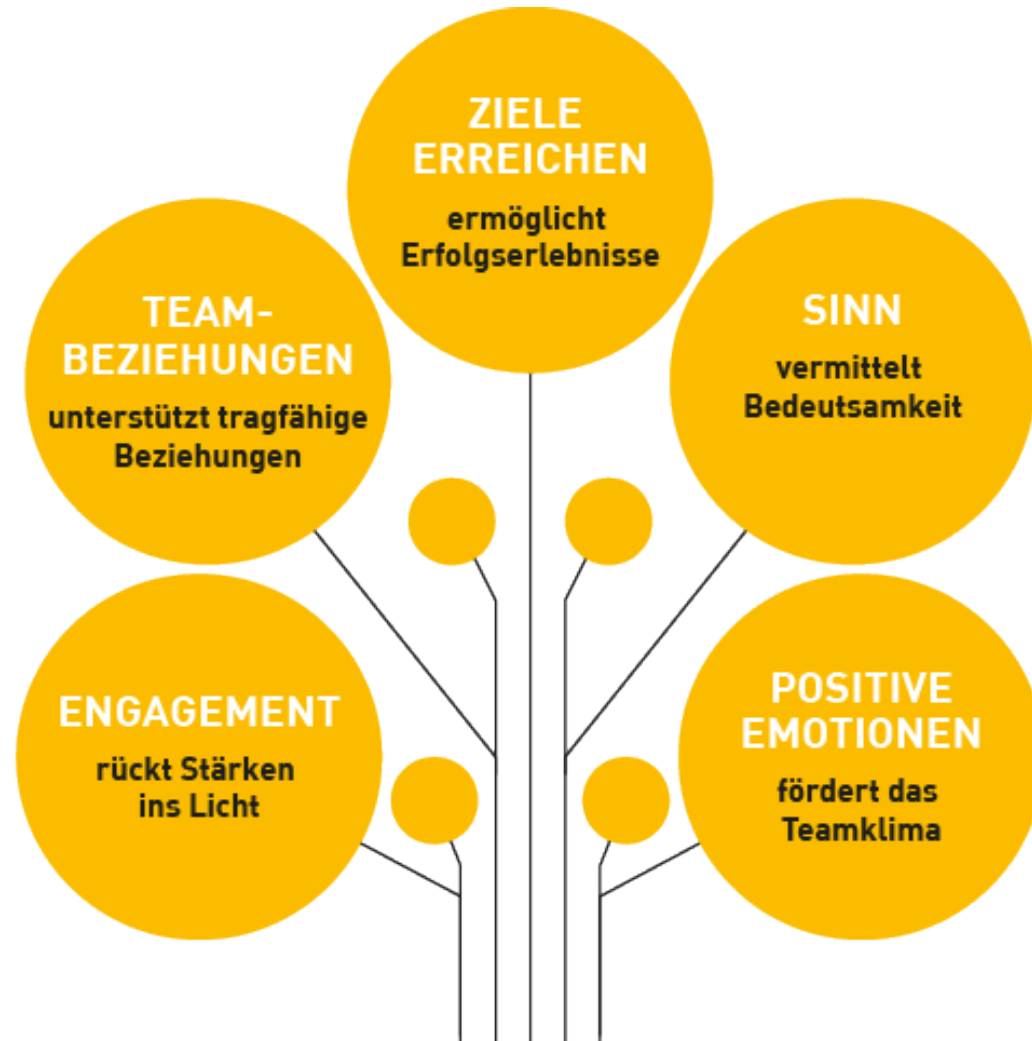 ZIELE
ERREICHEN
ermöglicht
Erfolgserlebnisse
TEAM-
BEZIEHUNGEN
unterstützt tragfähige
Beziehungen
SINN
vermittelt
Bedeutsamkeit
ENGAGEMENT
rückt Stärken
ins Licht
POSITIVE
EMOTIONEN
fördert das
Teamklima